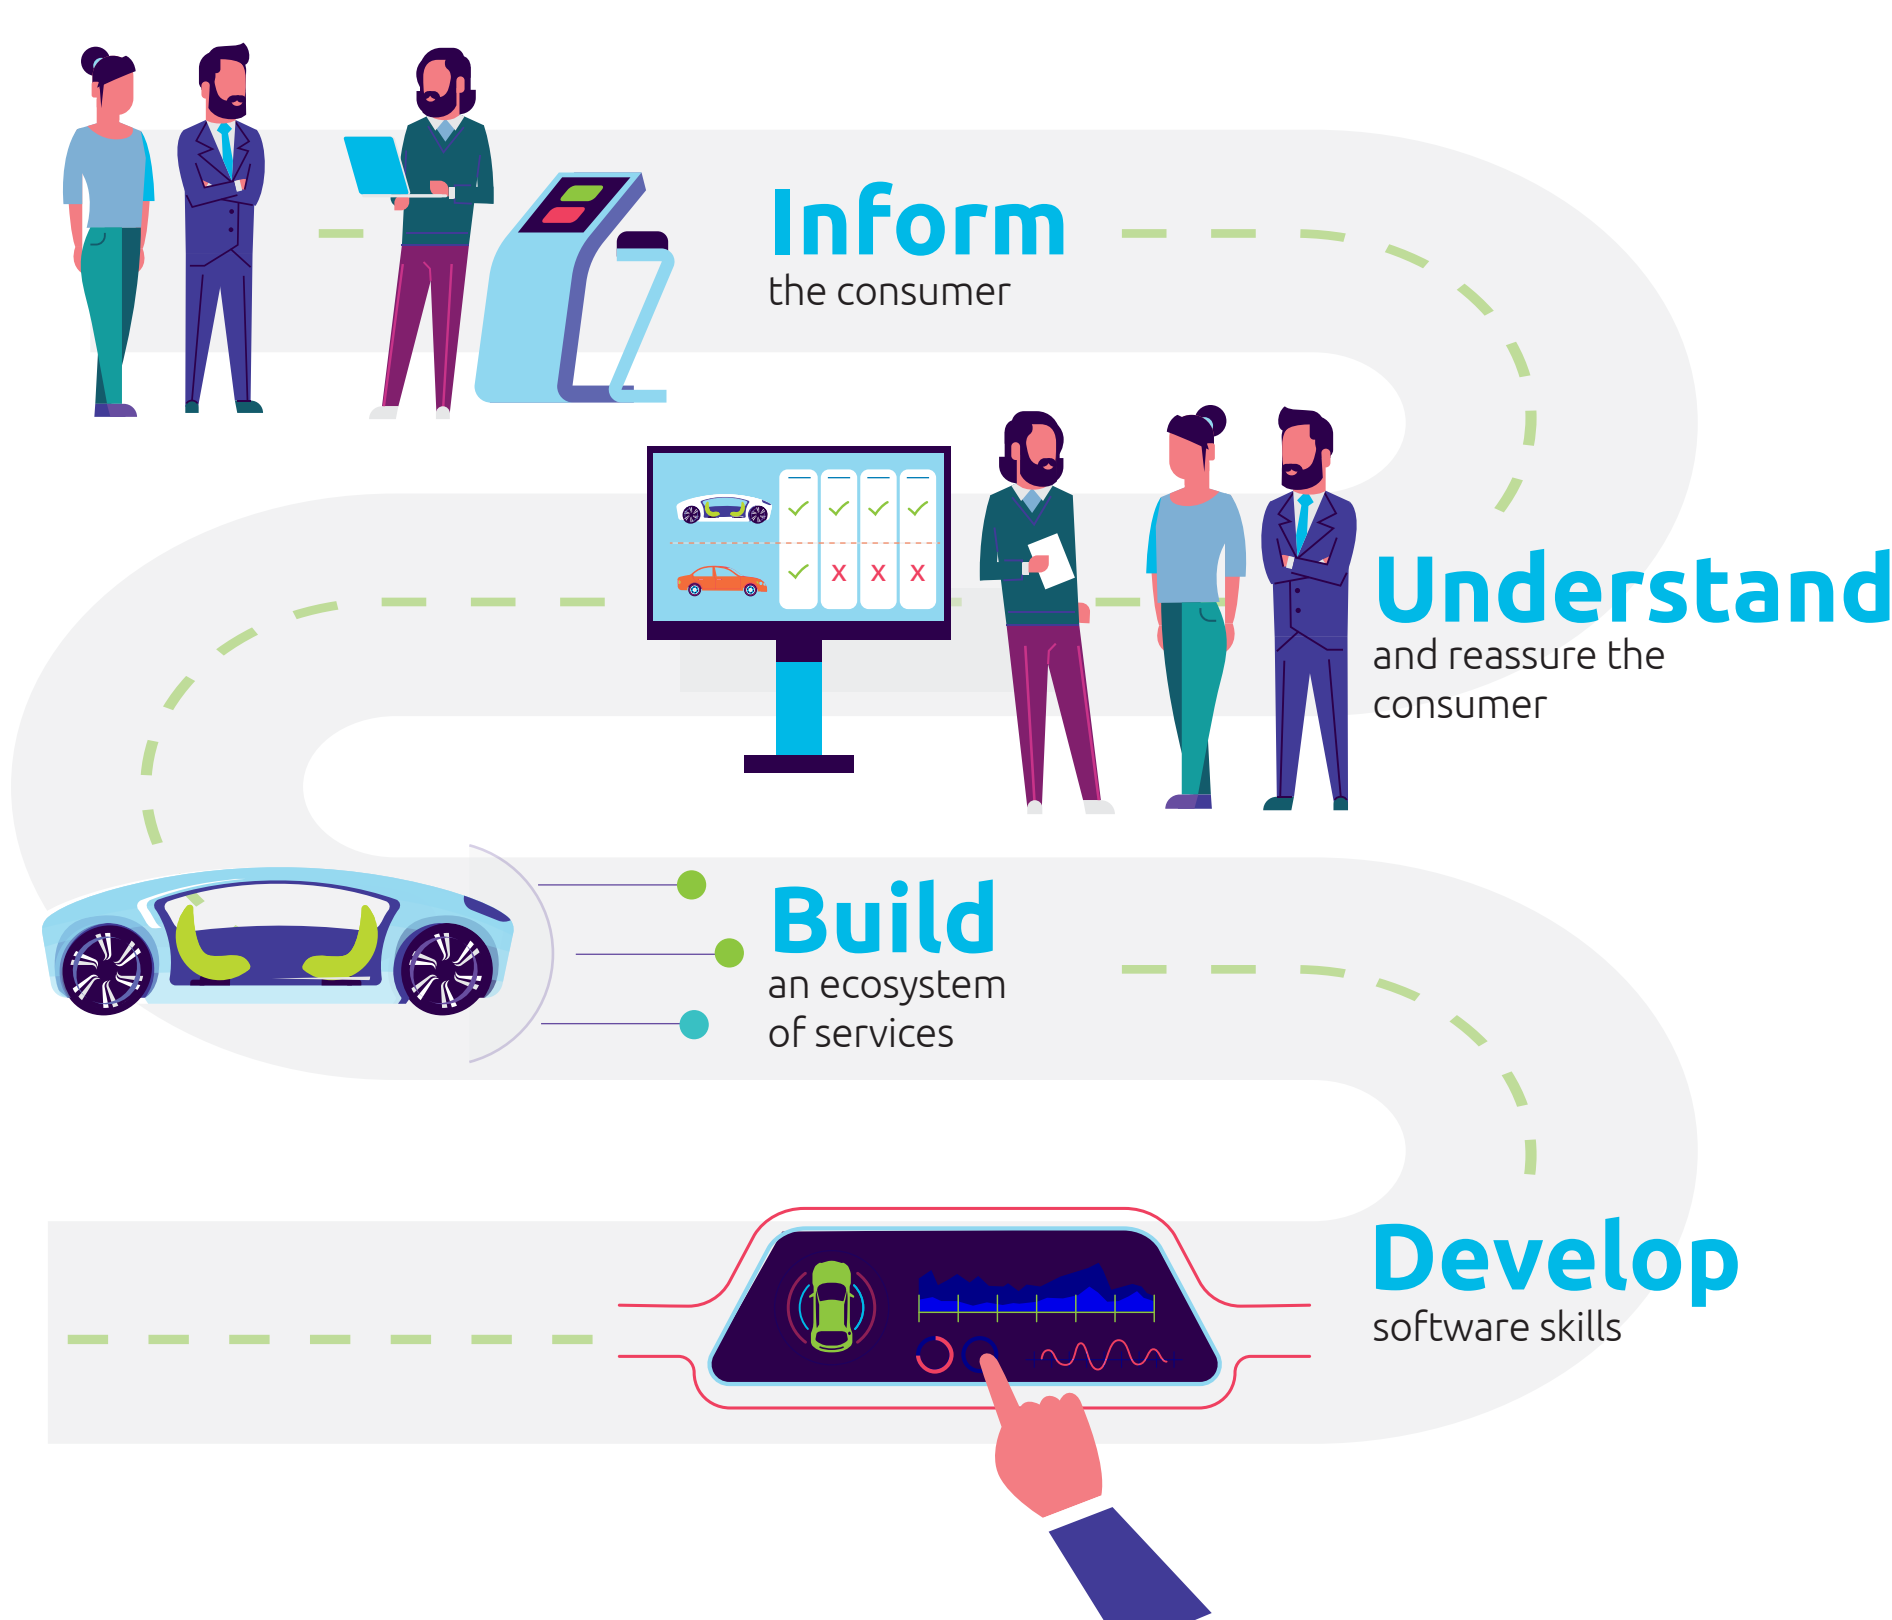 Inform
the consumer
Understand
and reassure the
consumer
Build
an ecosystem
of services
Develop
software skills